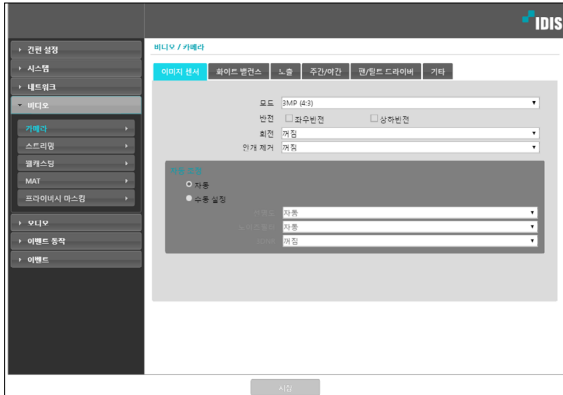 IDIS
비디오 / 카메라
간편 설정
시스템
네트워크
비디오
카메라
스트리밍
웹캐스팅
MAT
프라이버시 마스킹
오디오
이벤트 동작
이벤트
이미지 센서 화이트 밸런스 노출 주간/야간 팬/틸트 드라이버 기타
모드 3MP (4:3)
반전 좌우반전 상하반전
회전 꺼짐
안개 제거 꺼짐
자동
수동 설정
자동
자동
꺼짐